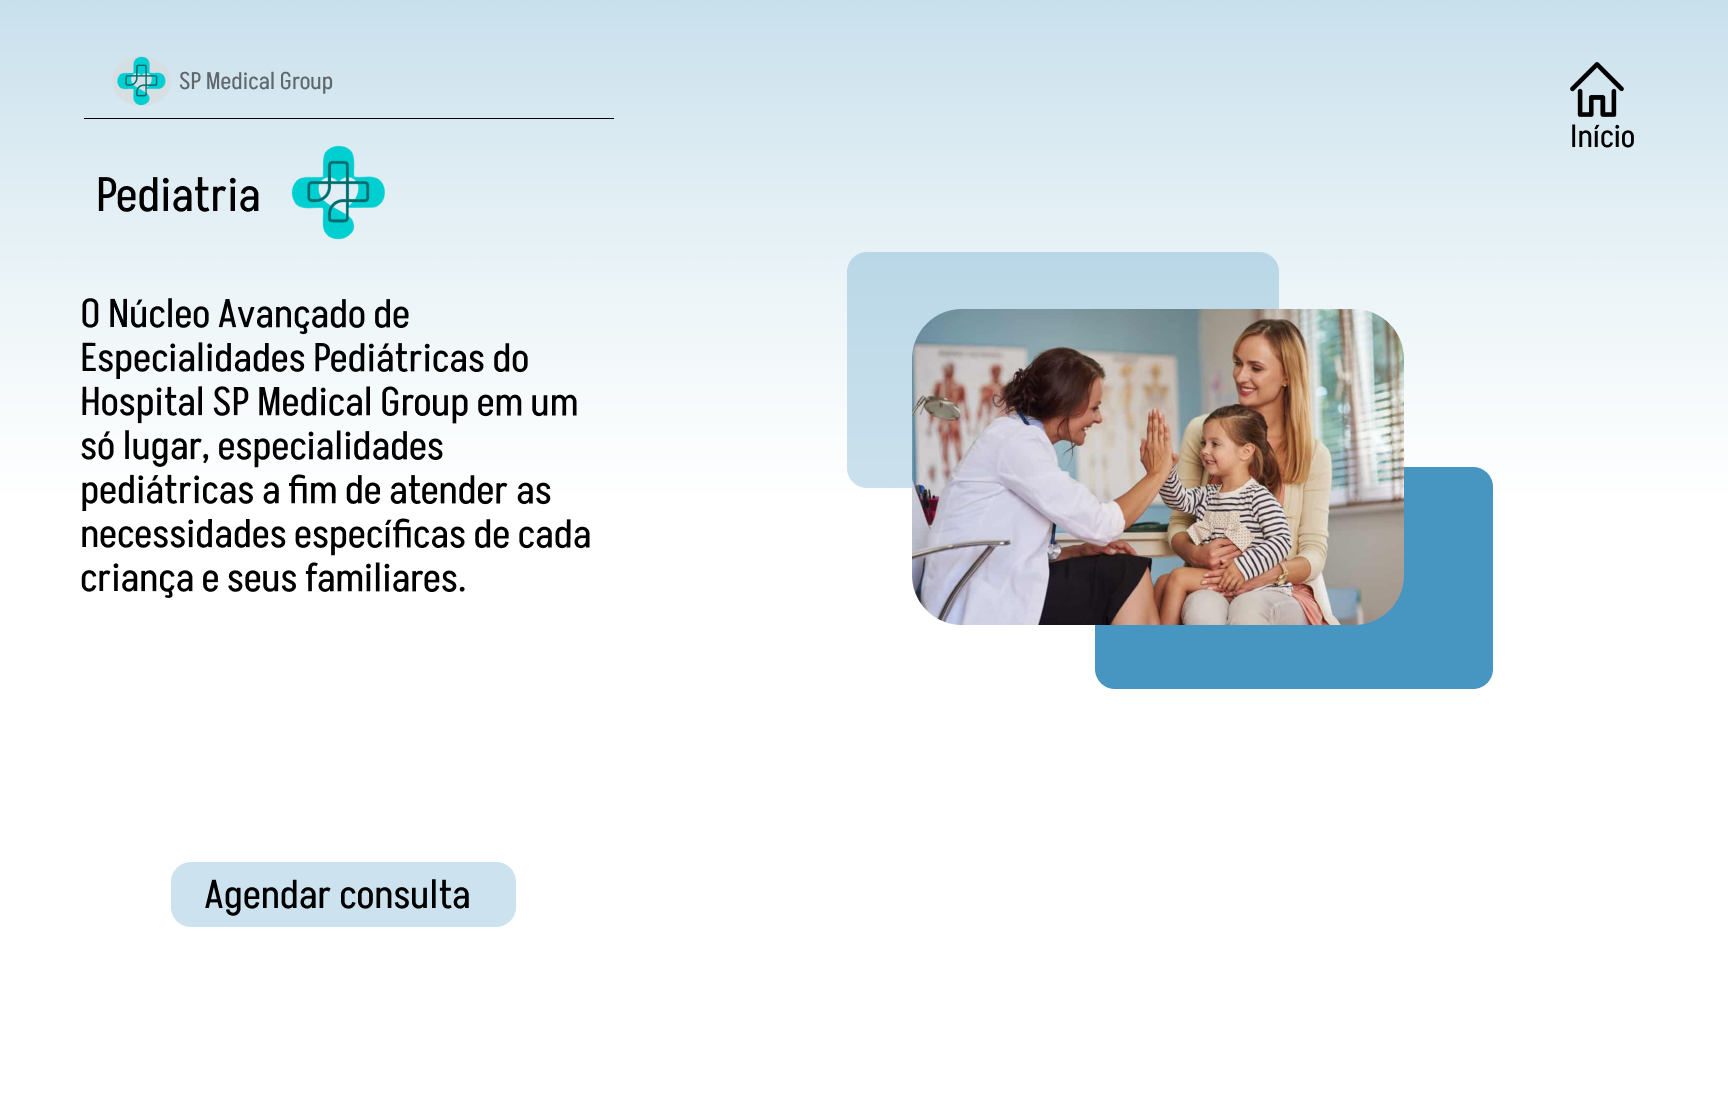 SP Medical Group
Início
Pediatria
O Núcleo Avançado de
Especialidades Pediátricas do
Hospital SP Medical Group em um
só lugar, especialidades
pediátricas a fim de atender as
necessidades específicas de cada
criança e seus familiares.
Agendar consulta